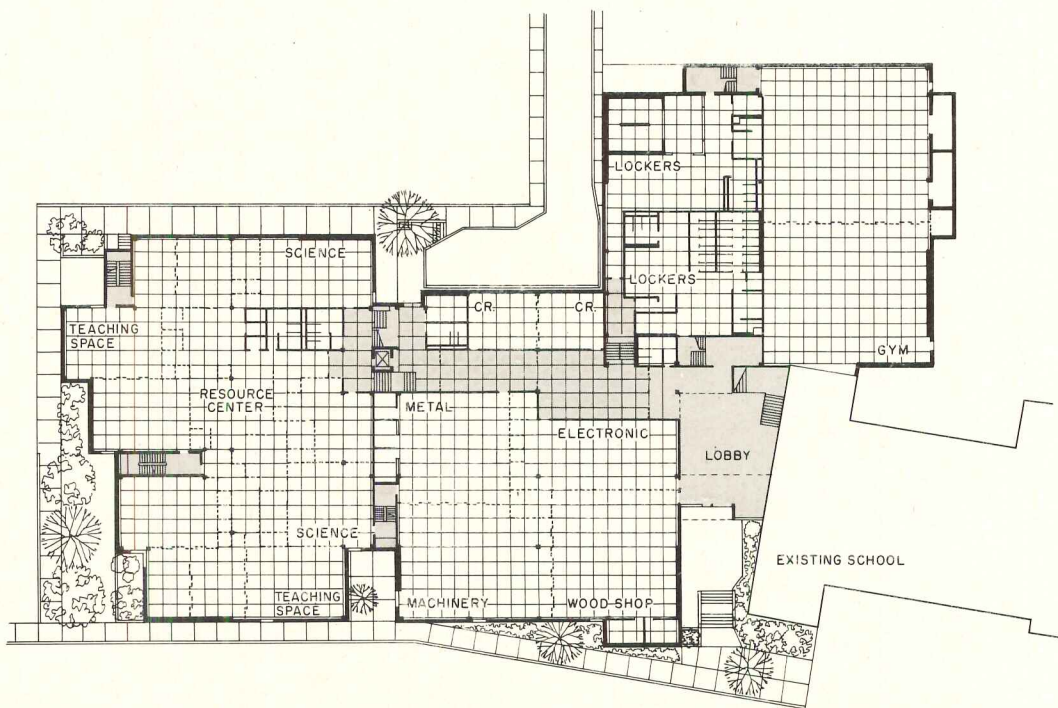 LOCKERS
SCIENCE
LOCKERS
CR.
CR.
TEACHING
SPACE
GYM
RESOURCE
CENTER
METAL
ELECTRONIC
LOBBY
SCIENCE
EXISTING SCHOOL
TEACHING
SPACE
MACHINERY
WOOD SHOP